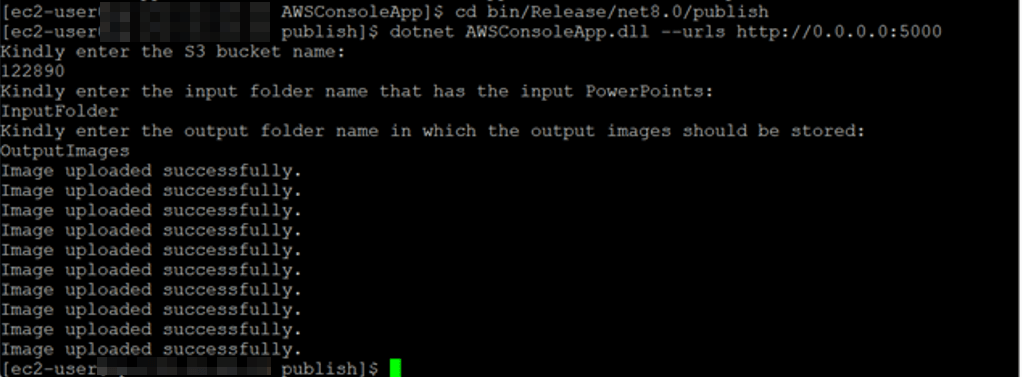 [ec2-user AWSConsoleApp]$ cd bin/Release/net8.0/publish
[ec2-user publish]$ dotnet AWSConsoleApp.dll --urls http://0.0.0.0:5000
Kindly enter the S3 bucket name:
122890
Kindly enter the input folder name that has the input PowerPoints:
InputFolder
Kindly enter the output folder name in which the output images should be stored:
OutputImages
Image uploaded successfully.
Image uploaded successfully.
Image uploaded successfully.
Image uploaded successfully.
Image uploaded successfully.
Image uploaded successfully.
Image uploaded successfully.
Image uploaded successfully.
Image uploaded successfully.
Image uploaded successfully.
[ec2-user publish]$